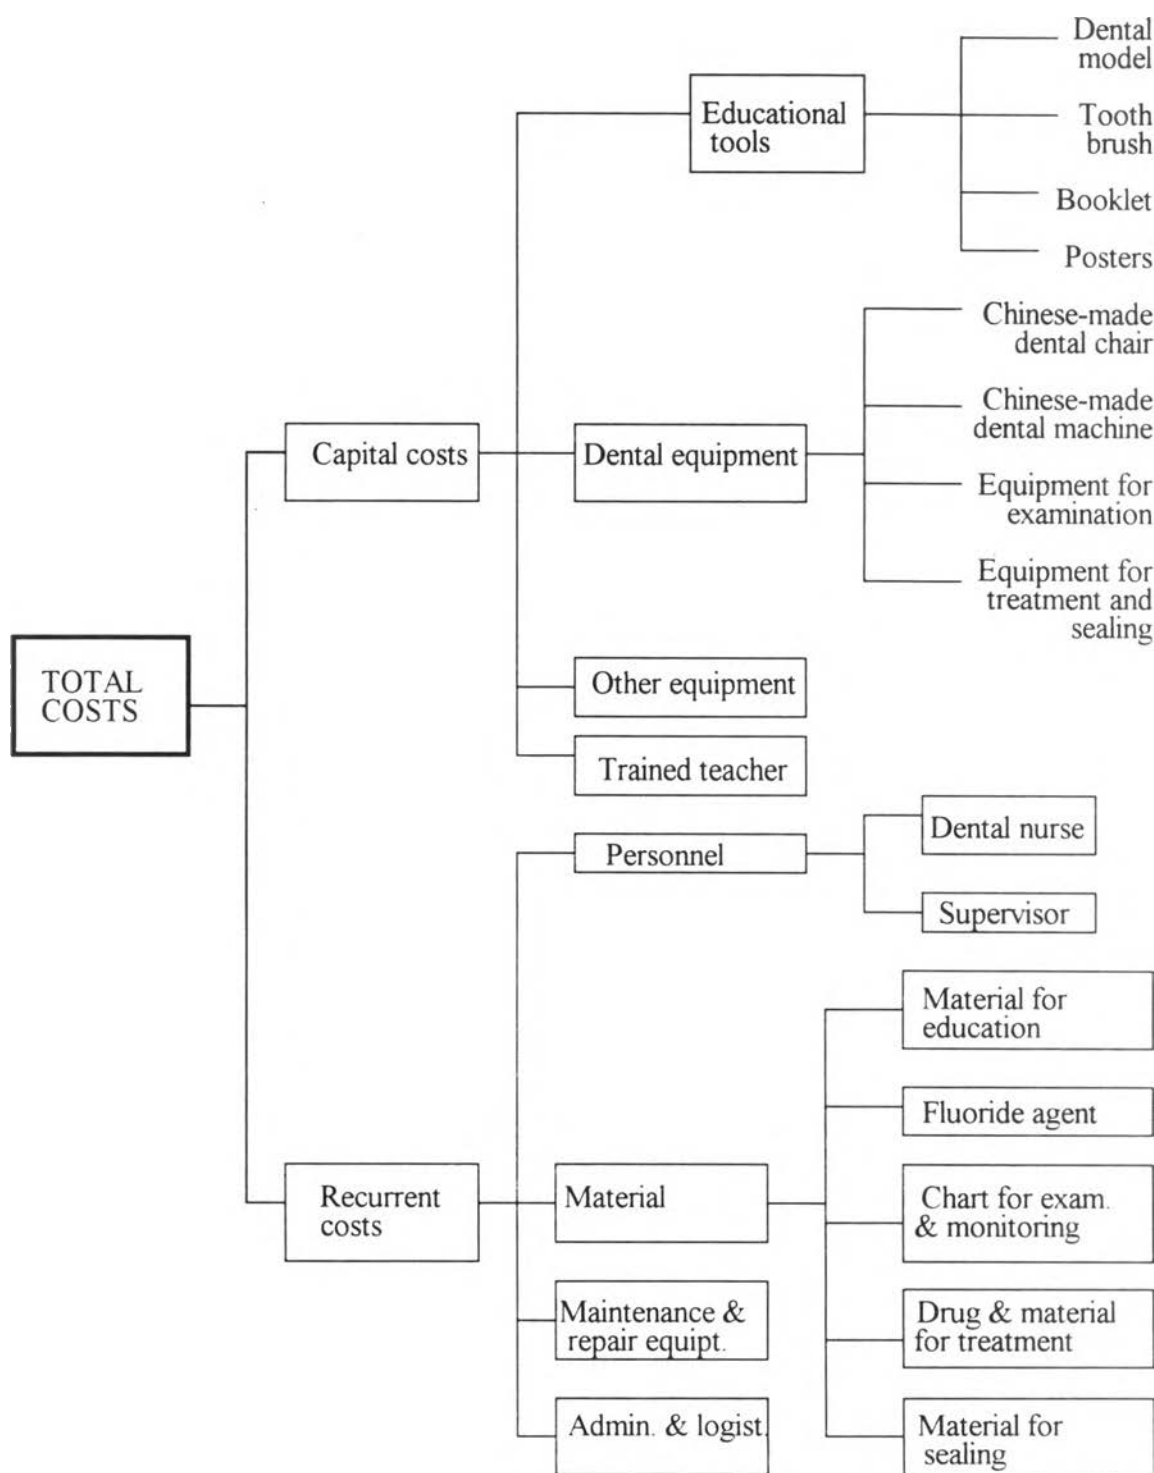 Dental
model
Educational
tools
Tooth
brush
Booklet
Posters
Chinese-made
dental chair
Capital costs
Dental equipment
Chinese-made
dental machine
Equipment for
examination
Equipment for
treatment and
sealing
TOTAL
COSTS
Other equipment
Trained teacher
Personnel
Dental nurse
Supervisor
Material for
education
Fluoride agent
Recurrent
costs
Material
Chart for exam.
& monitoring
Maintenance &
repair equipt.
Drug & material
for treatment
Admin. & logist.
Material for
sealing